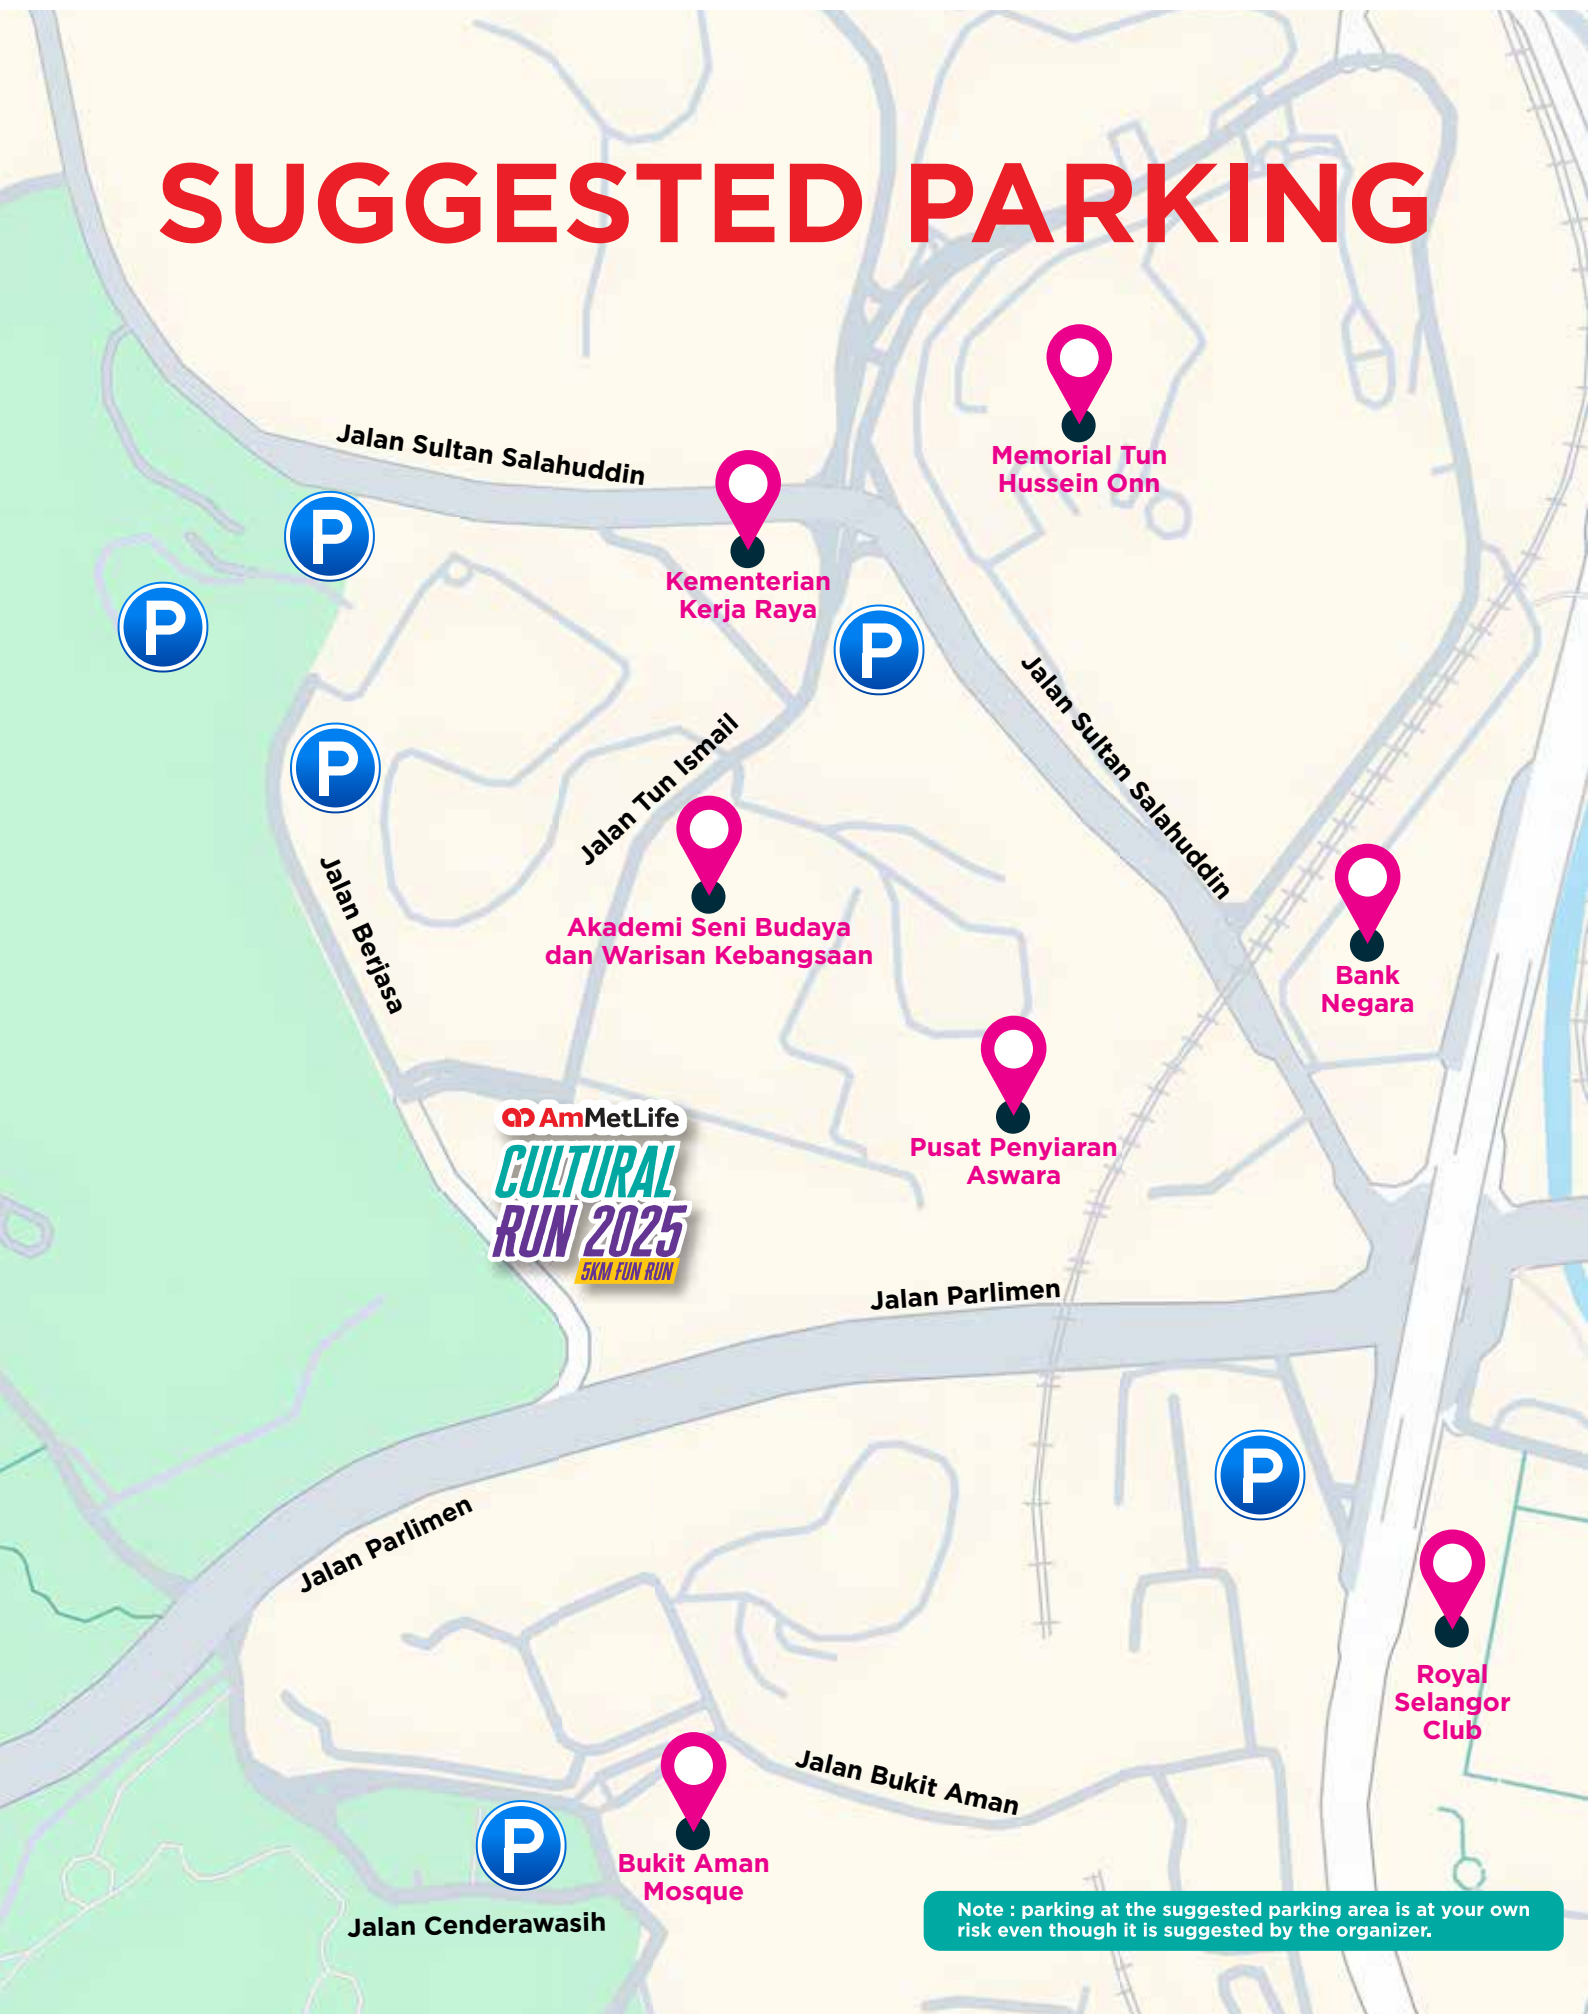 SUGGESTED PARKING
Jalan Sultan Salahuddin
Memorial Tun
Hussein Onn
P
Kementerian
Kerja Raya
P
P
Jalan Sultan Salahuddin
Jalan Tun Ismail
P
Jalan Berjasa
Akademi Seni Budaya
dan Warisan Kebangsaan
Bank
Negara
AmMetLife
CULTURAL
RUN 2025
5KM FUN RUN
Pusat Penyiaran
Aswara
Jalan Parlimen
P
Jalan Parlimen
Royal
Selangor
Club
Jalan Bukit Aman
P
Bukit Aman
Mosque
Jalan Cenderawasih
Note : parking at the suggested parking area is at your own
risk even though it is suggested by the organizer.